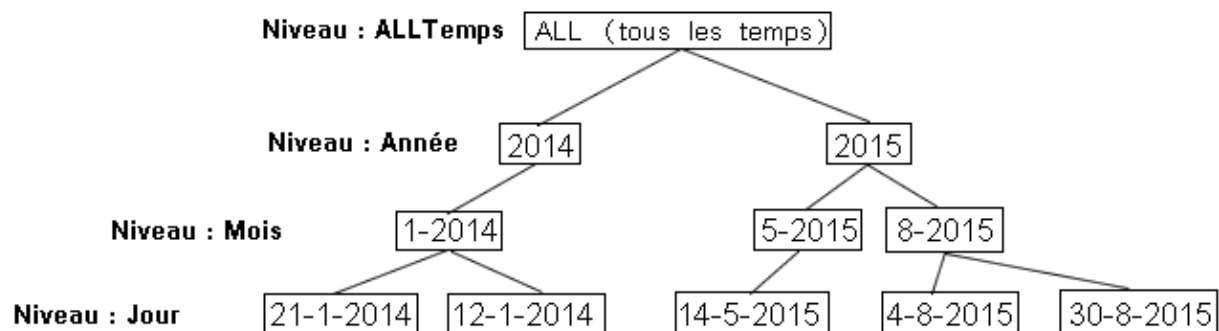 Niveau : ALLTemps ALL (tous les temps)
Niveau : Année 2014 2015
Niveau : Mois 1-2014 5-2015 8-2015
Niveau : Jour 21-1-2014 12-1-2014 14-5-2015 4-8-2015 30-8-2015